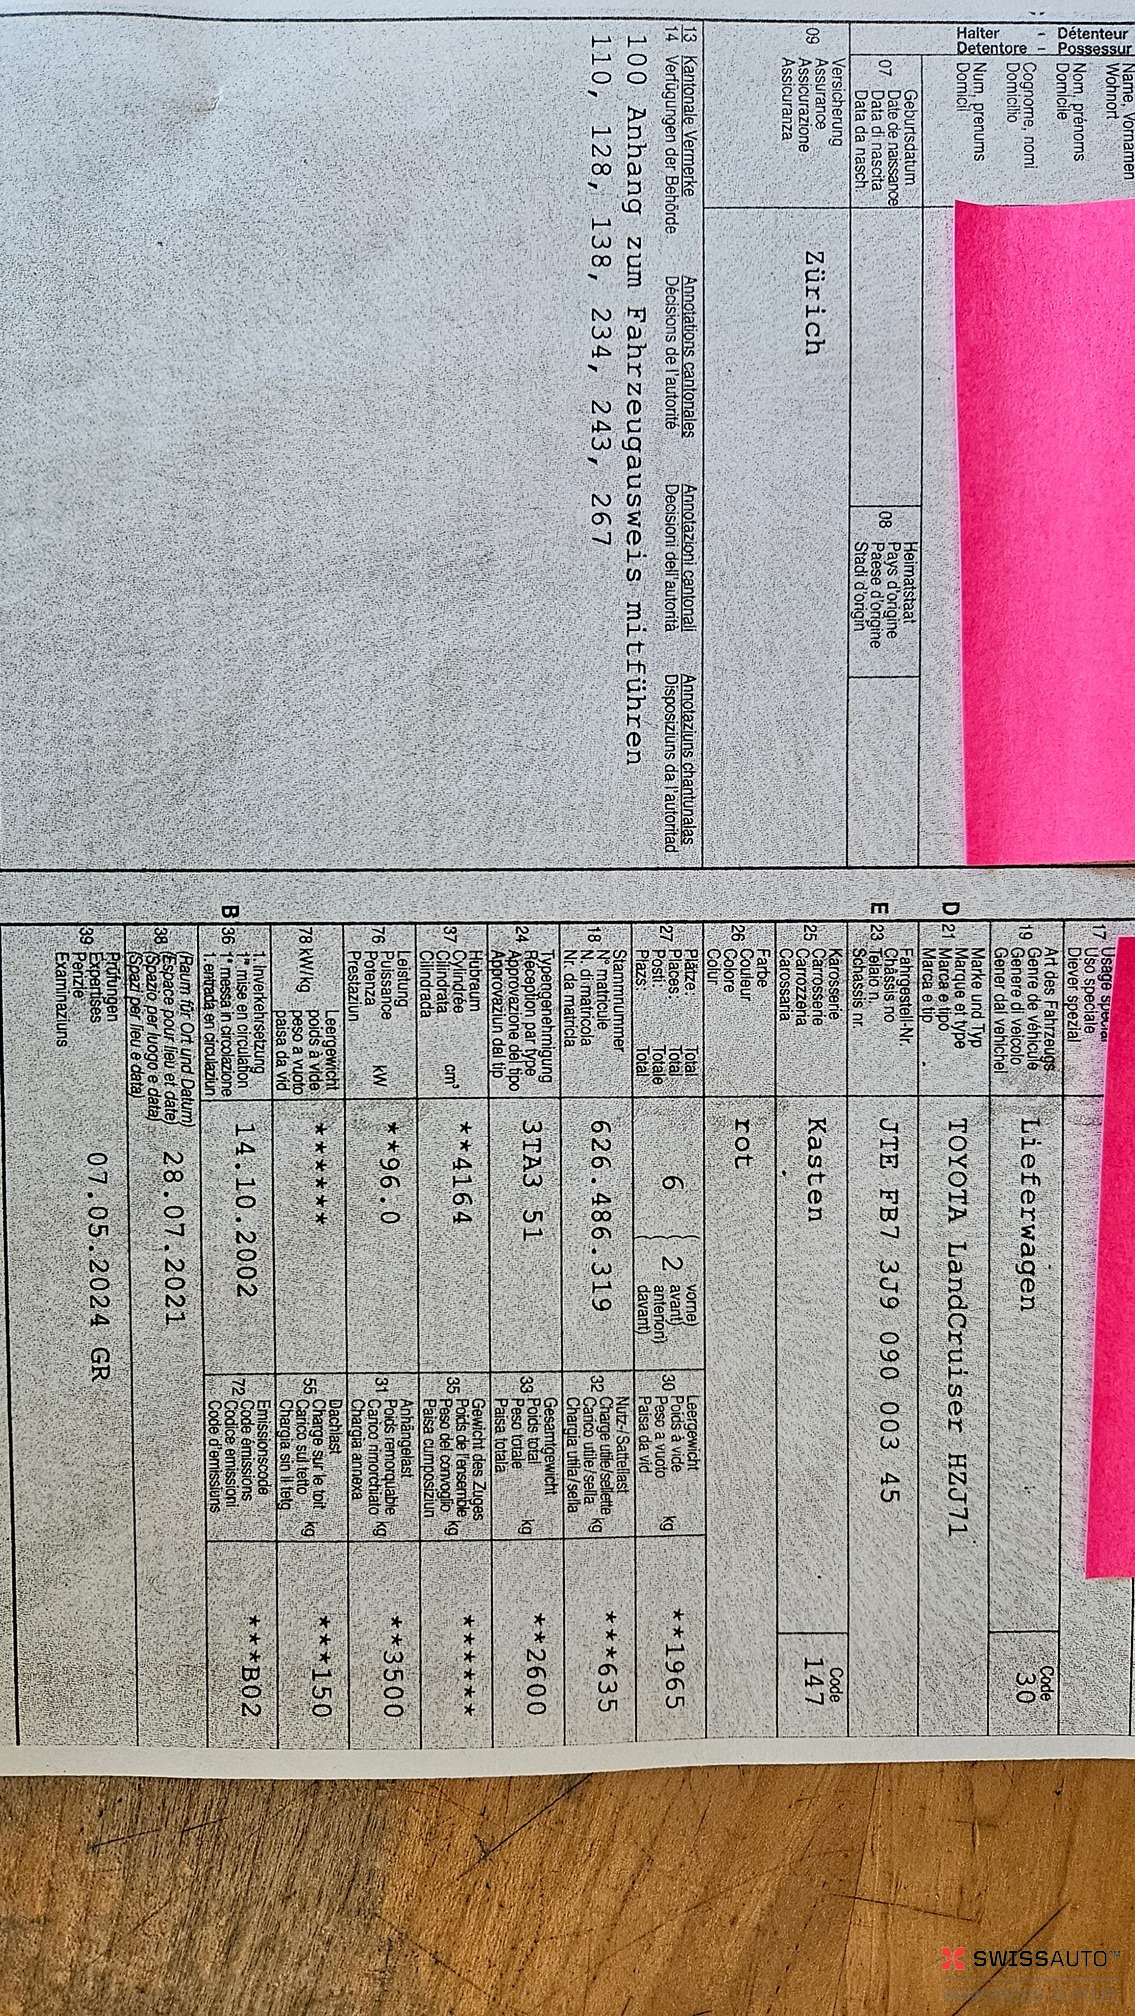 Halter - Détenteur
Detentore - Possessur
Name, Vornamen
Wohnort
Nom, prénoms
Domicile
Cognome, nomi
Domicilio
Num, prenums
Domicil
07 Geburtsdatum
Date de naissance
Data di nascita
Data da nasch.
08 Heimatstaat
Pays d'origine
Paese d'origine
Stadi d'origin
09 Versicherung
Assurance
Assicurazione
Assicuranza
Zürich
13 Kantonale Vermerke Annotations cantonales Annotazioni cantonali Annotaziuns chantunalas
14 Verfügungen der Behörde Décisions de l'autorité Decisioni dell'autorità Disposiziuns da l'autoritad
100 Anhang zum Fahrzeugausweis mitführen
110, 128, 138, 234, 243, 267
17 Usage spécial
Uso speciale
Diever spezial
19 Art des Fahrzeugs
Genre de véhicule
Genere di veicolo
Gener dal vehichel
Lieferwagen
Code
30
D 21 Marke und Typ
Marque et type
Marca e tipo
Marca e tip
TOYOTA LandCruiser HZJ71
E 23 Fahrgestell-Nr.
Châssis no
Telaio n.
Schassis nr.
JTE FB7 3J9 090 003 45
25 Karosserie
Carrosserie
Carrozzeria
Carossaria
Kasten
Code
147
26 Farbe
Couleur
Colore
Colur
rot
27 Plätze: Total
Places: Total
Posti: Totale
Plazs: Total
6 2
vorne)
avant)
anteriori)
davant)
30 Leergewicht
Poids à vide
Peso a vuoto
Paisa da vid
kg
**1965
18 Stammnummer
N° matricule
N. di matricola
Nr. da matricla
626.486.319
32 Nutz-/Sattellast
Charge utile/sellette
Carico utile/sella
Chargia utila/sella
kg
***635
24 Typengenehmigung
Réception par type
Approvazione del tipo
Approvaziun dal tip
3TA3 51
33 Gesamtgewicht
Poids total
Peso totale
Paisa totala
kg
**2600
37 Hubraum
Cylindrée
Cilindrata
Cilindrada
cm³
**4164
35 Gewicht des Zuges
Poids de l'ensemble
Peso del convoglio
Paisa cumposiziun
kg
******
76 Leistung
Puissance
Potenza
Prestaziun
kW
**96.0
31 Anhängelast
Poids remorquable
Carico rimorchiato
Chargia annexa
kg
**3500
78 kW/kg Leergewicht
poids à vide
peso a vuoto
paisa da vid
******
55 Dachlast
Charge sur le toit
Carico sul tetto
Chargia sin il tetg
kg
***150
B 36 1. Inverkehrsetzung
1re mise en circulation
1a messa in circolazione
1. entrada en circulaziun
14.10.2002
72 Emissionscode
Code émissions
Codice emissioni
Code d'emissiuns
***B02
38 (Raum für Ort und Datum)
(Espace pour lieu et date)
(Spazio per luogo e data)
(Spazi per lieu e data)
28.07.2021
39 Prüfungen
Expertises
Perizie
Examinaziuns
07.05.2024 GR
SWISSAUTO™